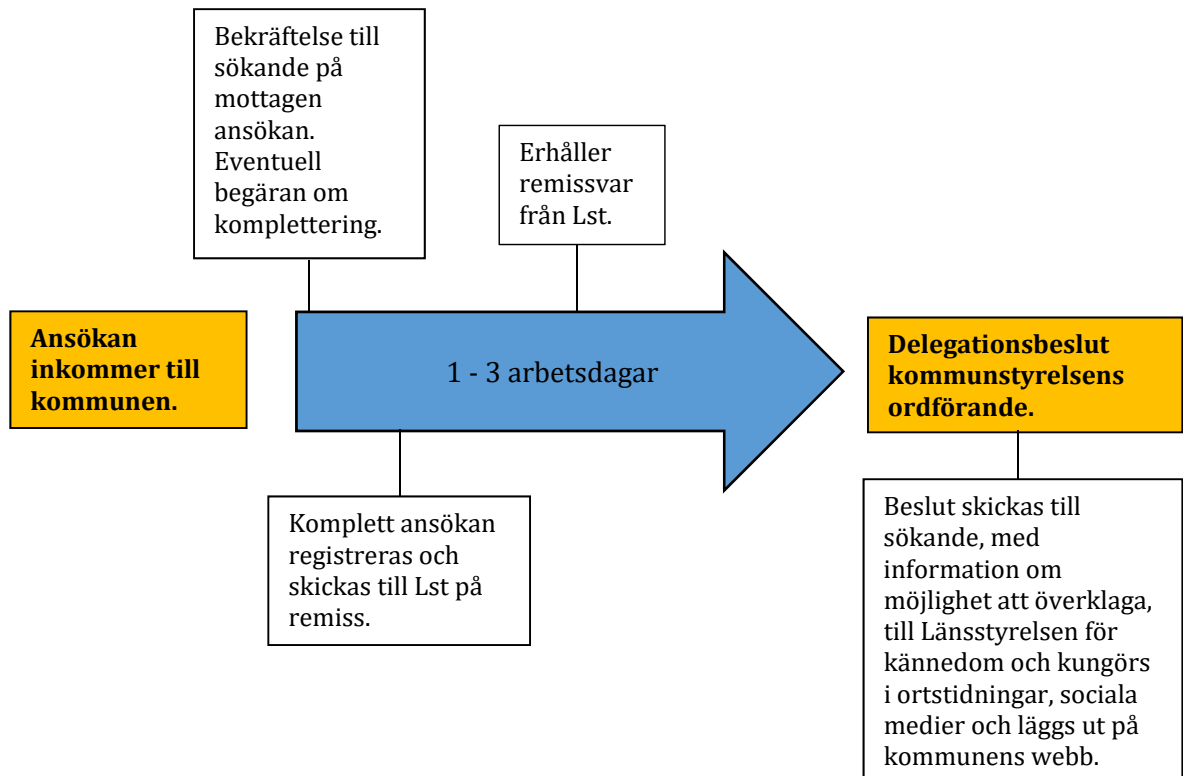 Bekräftelse till
sökande på
mottagen
ansökan.
Eventuell
begäran om
komplettering.
Erhåller
remissvar
från Lst.
Ansökan
inkommer till
kommunen.
1 - 3 arbetsdagar
Delegationsbeslut
kommunstyrelsens
ordförande.
Komplett ansökan
registreras och
skickas till Lst på
remiss.
Beslut skickas till
sökande, med
information om
möjlighet att överklaga,
till Länsstyrelsen för
kännedom och kungörs
i ortstidningar, sociala
medier och läggs ut på
kommunens webb.